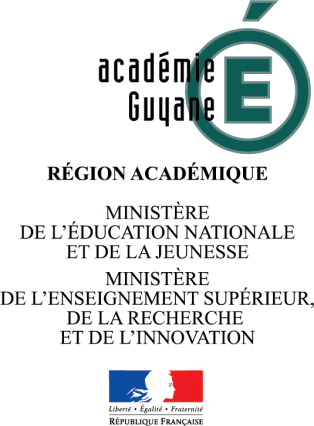 académie
Guyane
É
RÉGION ACADÉMIQUE
MINISTÈRE
DE L'ÉDUCATION NATIONALE
ET DE LA JEUNESSE
MINISTÈRE
DE L'ENSEIGNEMENT SUPÉRIEUR,
DE LA RECHERCHE
ET DE L'INNOVATION
Liberté • Égalité • Fraternité
RÉPUBLIQUE FRANÇAISE